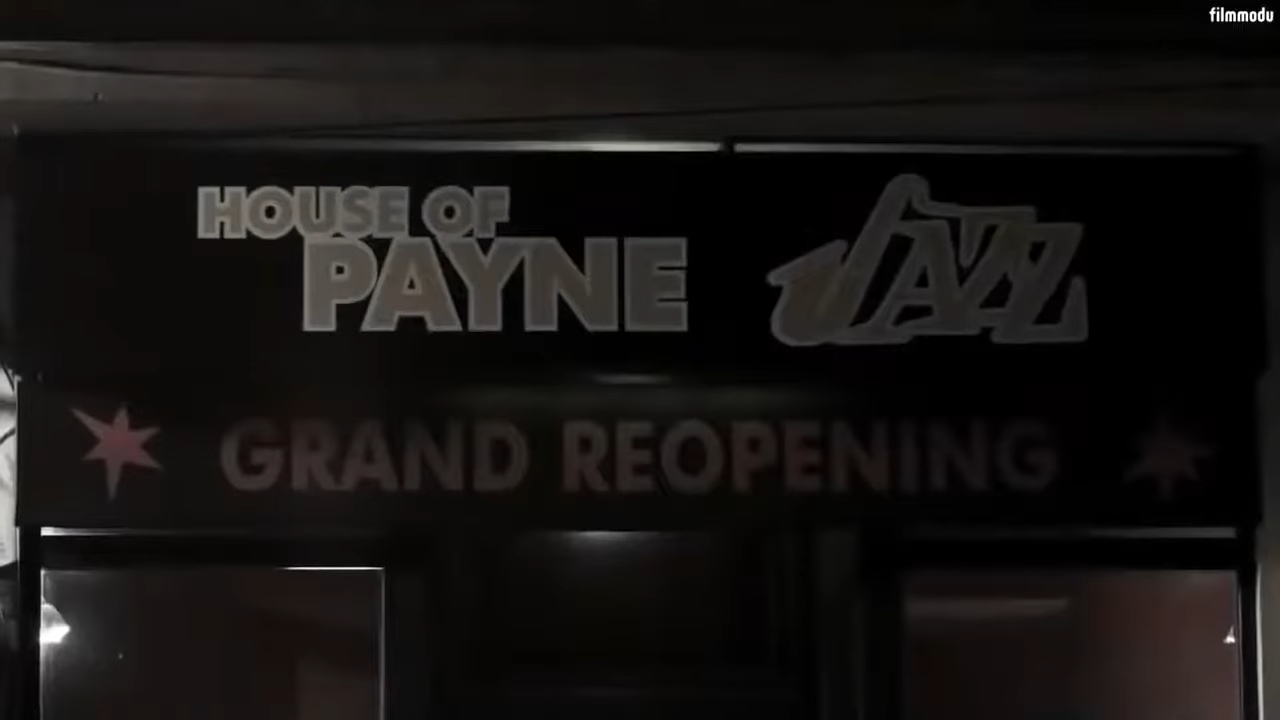 filmmodu
HOUSE OF
PAYNE
JAZZ
GRAND REOPENING